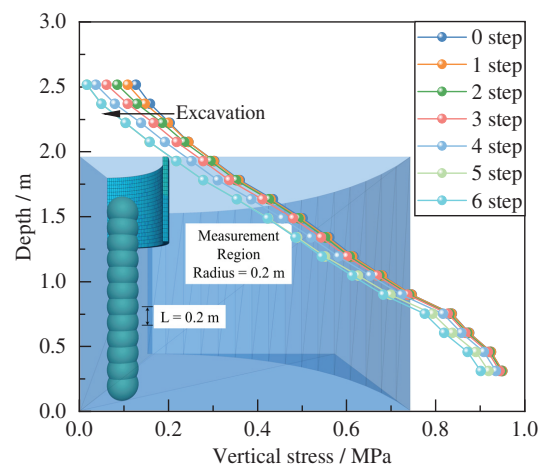 3.0
2.5
2.0
1.5
1.0
0.5
0.0
Depth / m
0.0
0.2
0.4
0.6
0.8
1.0
Vertical stress / MPa
Excavation
Measurement
Region
Radius = 0.2 m
L = 0.2 m
0 step
1 step
2 step
3 step
4 step
5 step
6 step